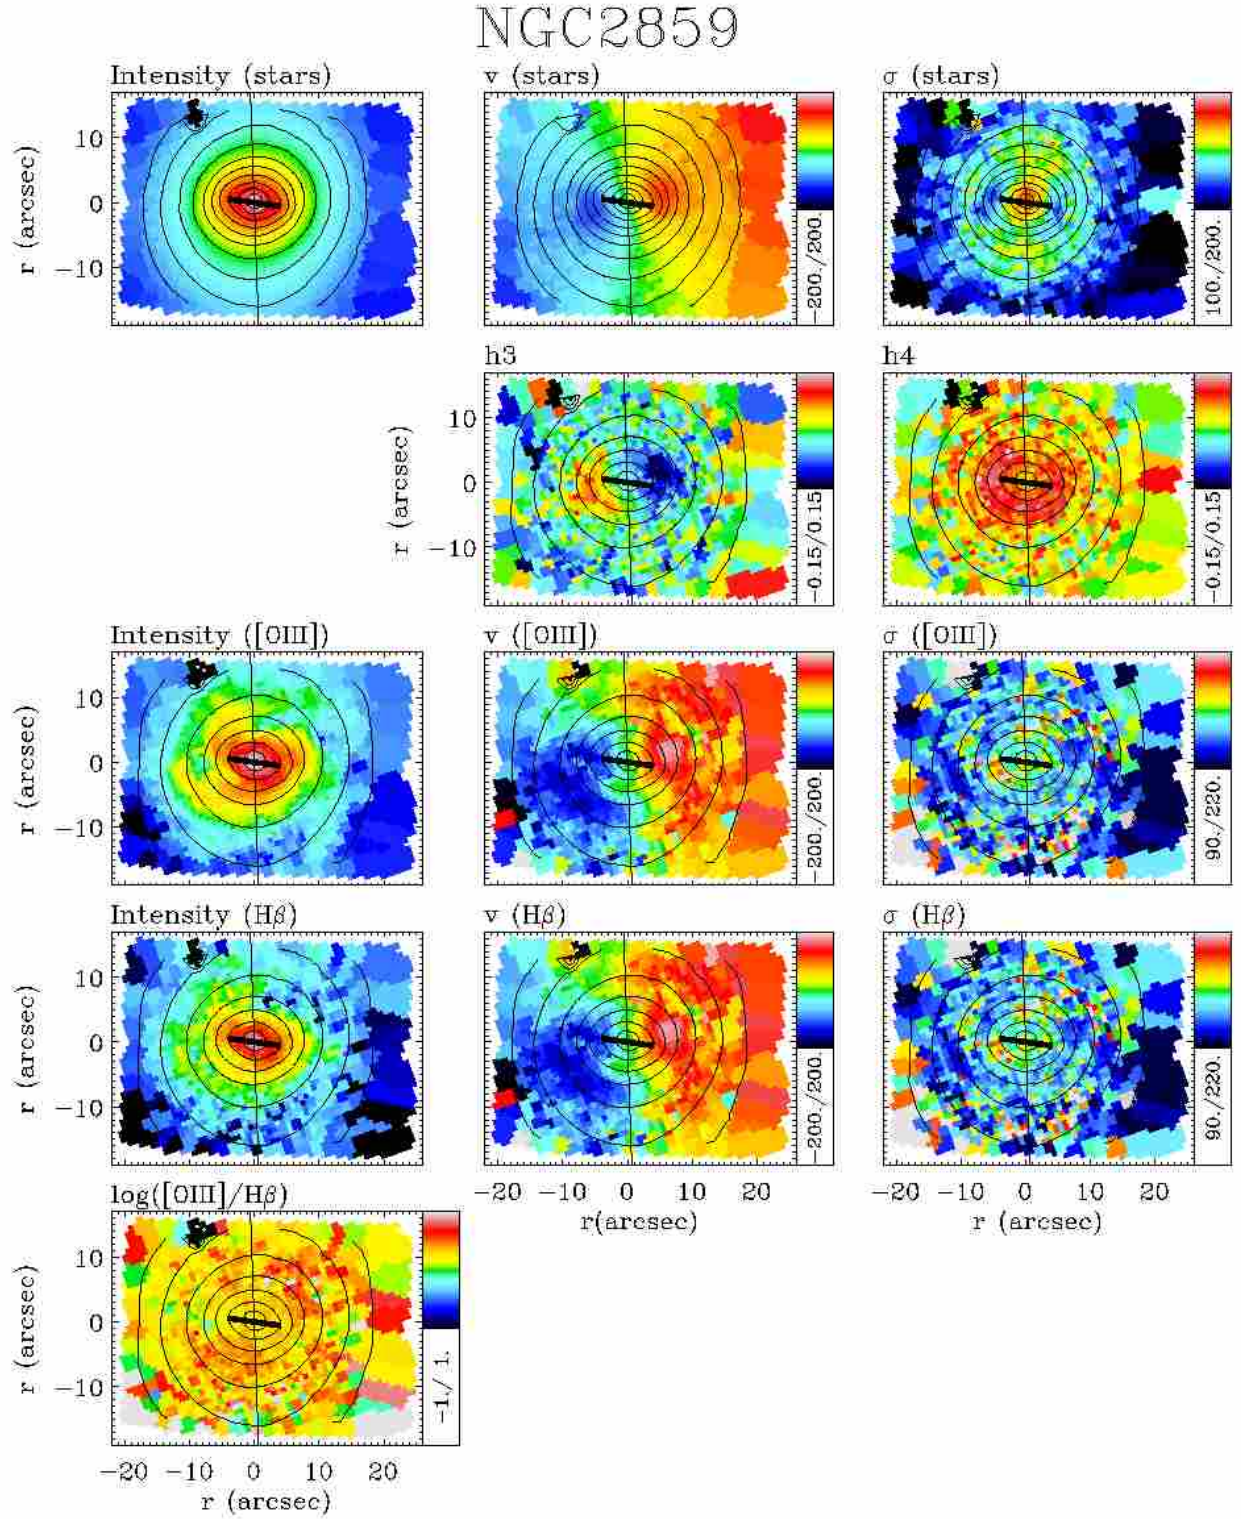 NGC2859
Intensity (stars)
v (stars)
σ (stars)
10
0
−10
r (arcsec)
−200./200.
100./200.
h3
h4
10
0
−10
r (arcsec)
−0.15/0.15
−0.15/0.15
Intensity ([OIII])
v ([OIII])
σ ([OIII])
10
0
−10
r (arcsec)
−200./200.
90./220.
Intensity (Hβ)
v (Hβ)
σ (Hβ)
10
0
−10
r (arcsec)
−200./200.
90./220.
−20 −10 0 10 20
r(arcsec)
−20 −10 0 10 20
r (arcsec)
log([OIII]/Hβ)
10
0
−10
r (arcsec)
−1./ 1.
−20 −10 0 10 20
r (arcsec)